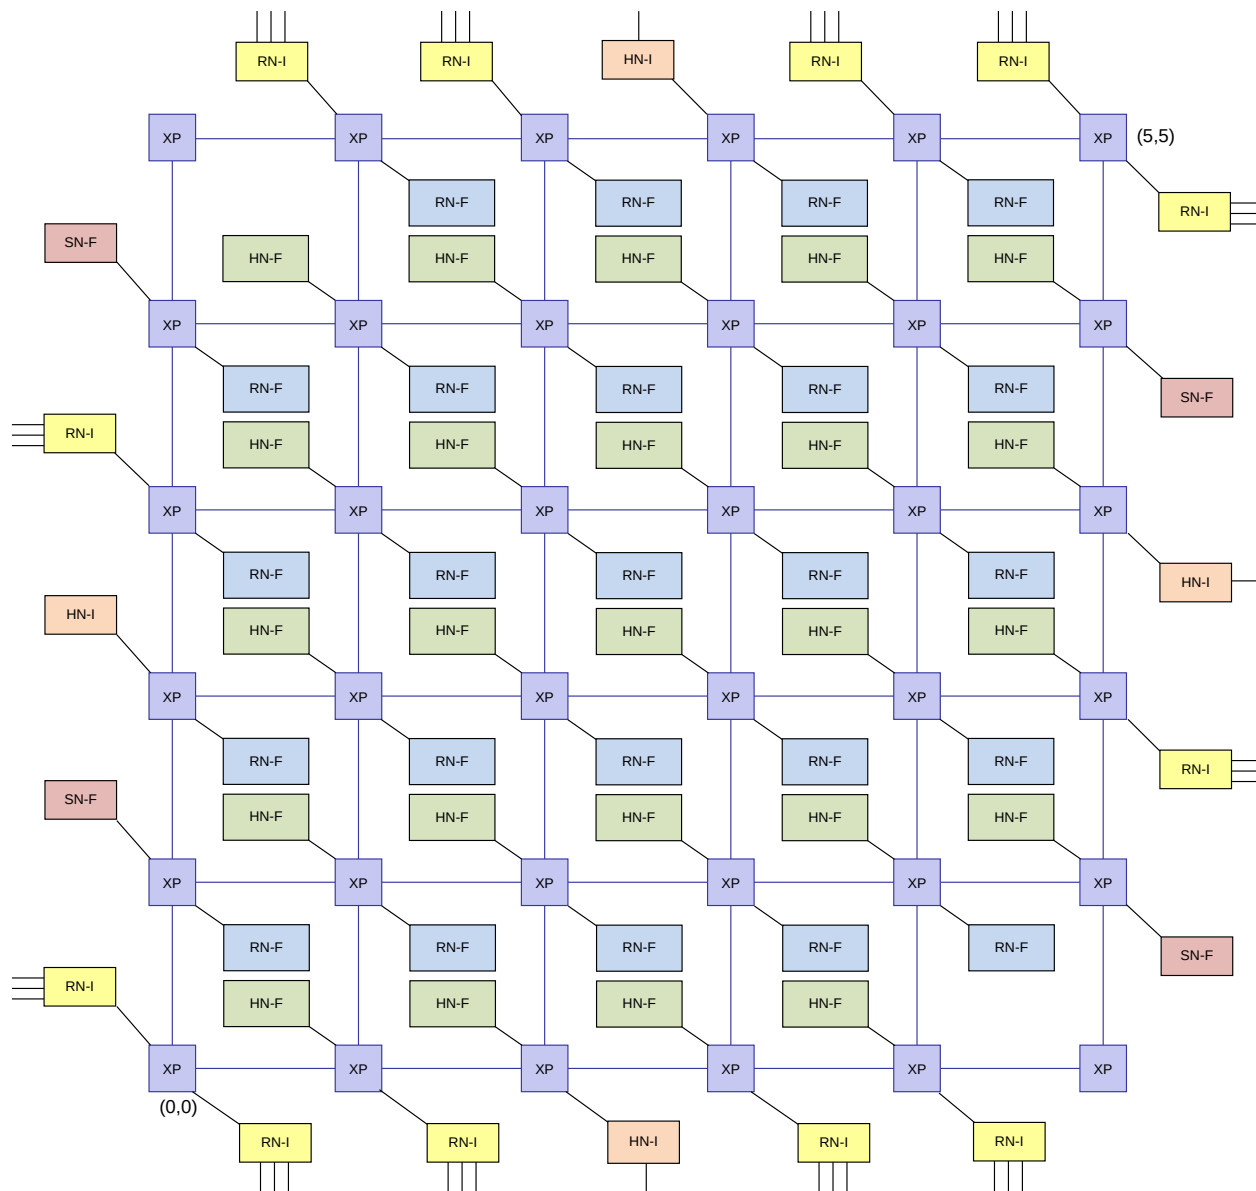 RN-I RN-I HN-I RN-I RN-I
XP XP XP XP XP XP (5,5)
RN-F RN-F RN-F RN-F RN-I
SN-F HN-F HN-F HN-F HN-F HN-F
XP XP XP XP XP XP
RN-F RN-F RN-F RN-F RN-F SN-F
RN-I HN-F HN-F HN-F HN-F HN-F
XP XP XP XP XP XP
RN-F RN-F RN-F RN-F RN-F HN-I
HN-I HN-F HN-F HN-F HN-F HN-F
XP XP XP XP XP XP
RN-F RN-F RN-F RN-F RN-F RN-I
SN-F HN-F HN-F HN-F HN-F HN-F
XP XP XP XP XP XP
RN-F RN-F RN-F RN-F RN-F SN-F
RN-I HN-F HN-F HN-F HN-F
XP XP XP XP XP XP
(0,0)
RN-I RN-I HN-I RN-I RN-I